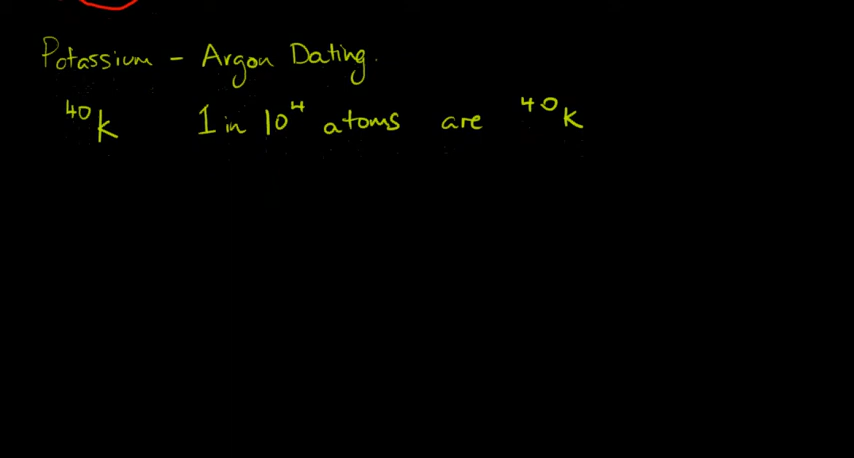 Potassium - Argon Dating.
⁴⁰K 1 in 10⁴ atoms are ⁴⁰K